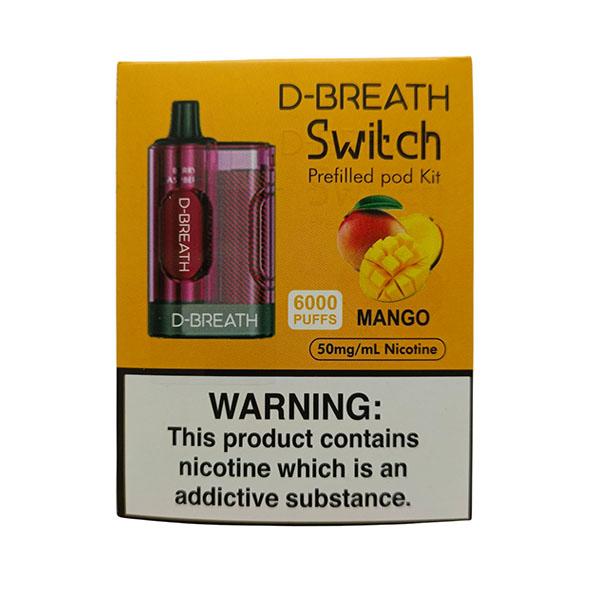 D-BREATH
Switch
Prefilled pod Kit
D-BREATH
D-BREATH
6000
PUFFS
MANGO
50mg/mL Nicotine
WARNING:
This product contains
nicotine which is an
addictive substance.